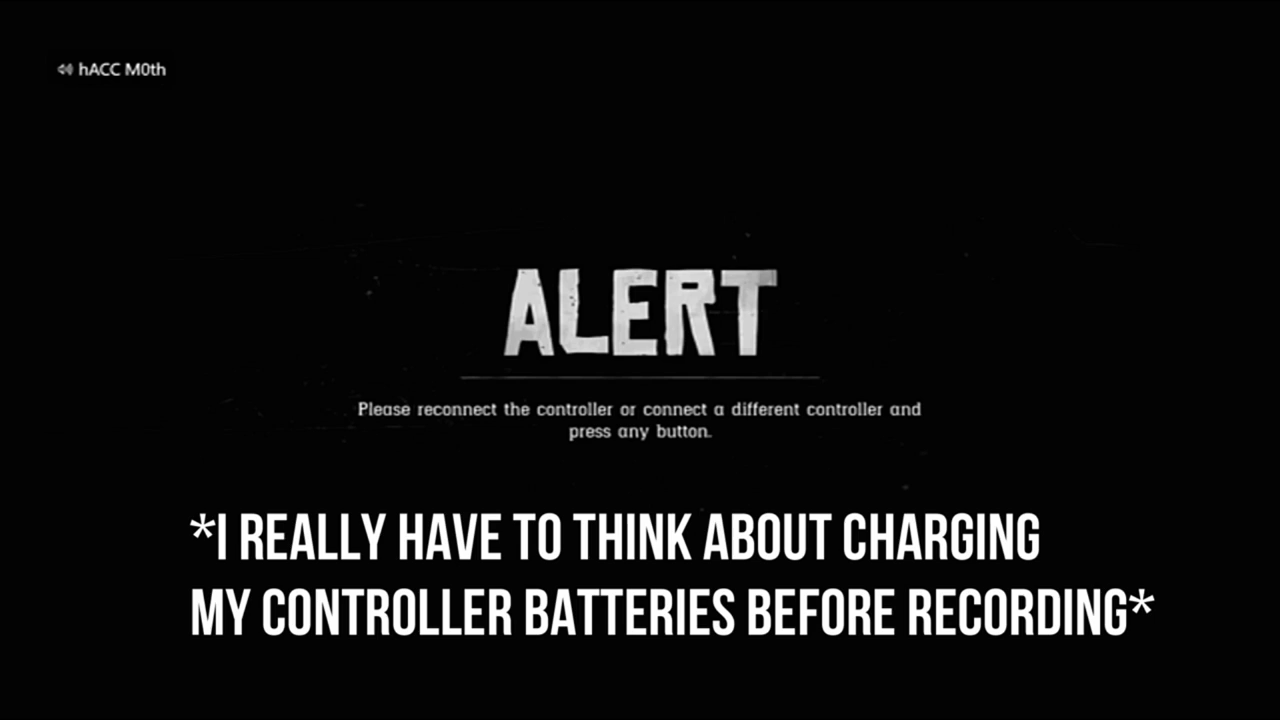 hACC M0th
ALERT
Please reconnect the controller or connect a different controller and
press any button.
*I REALLY HAVE TO THINK ABOUT CHARGING
MY CONTROLLER BATTERIES BEFORE RECORDING*